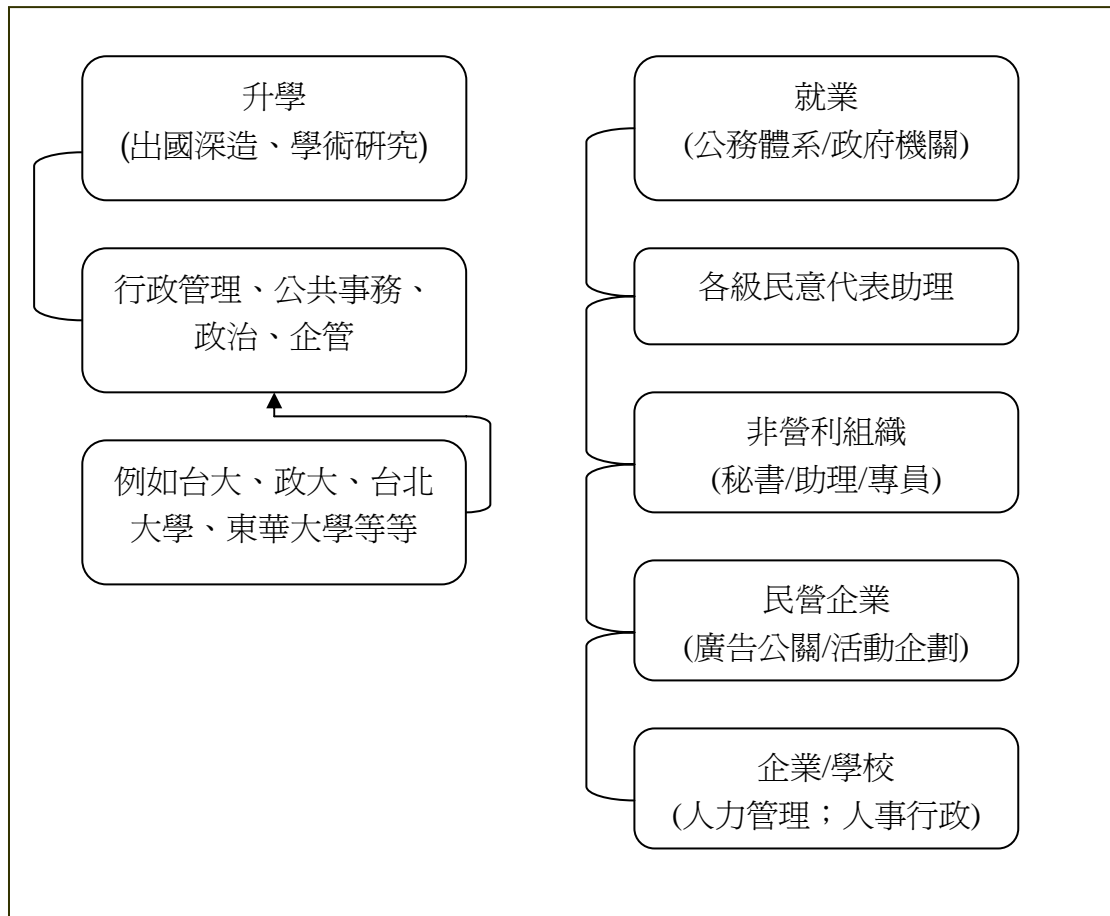 升學
(出國深造、學術研究)
行政管理、公共事務、
政治、企管
例如台大、政大、台北
大學、東華大學等等
就業
(公務體系/政府機關)
各級民意代表助理
非營利組織
(秘書/助理/專員)
民營企業
(廣告公關/活動企劃)
企業/學校
(人力管理；人事行政)